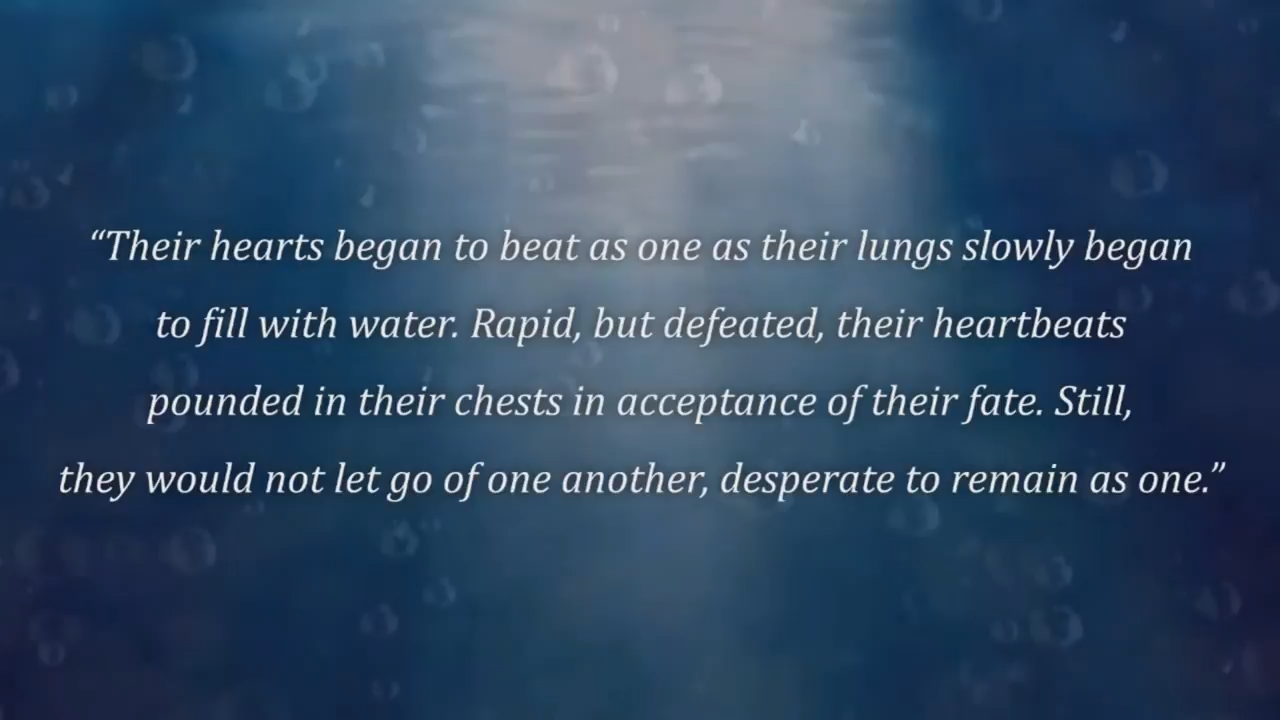 “Their hearts began to beat as one as their lungs slowly began
to fill with water. Rapid, but defeated, their heartbeats
pounded in their chests in acceptance of their fate. Still,
they would not let go of one another, desperate to remain as one.”